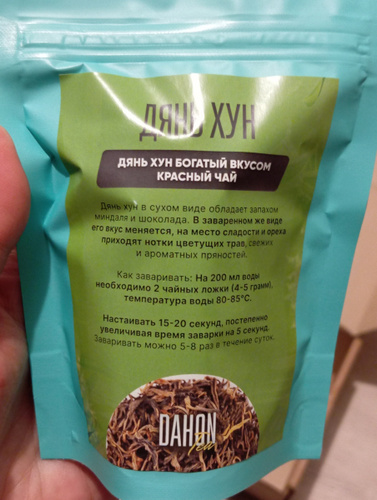 ДЯНЬ ХУН
ДЯНЬ ХУН БОГАТЫЙ ВКУСОМ
КРАСНЫЙ ЧАЙ
Дянь хун в сухом виде обладает запахом
миндаля и шоколада. В заваренном же виде
его вкус меняется, на место сладости и ореха
приходят нотки цветущих трав, свежих
и ароматных пряностей.
Как заваривать: На 200 мл воды
необходимо 2 чайных ложки (4-5 грамм),
температура воды 80-85°С.
Настаивать 15-20 секунд, постепенно
увеличивая время заварки на 5 секунд.
Заваривать можно 5-8 раз в течение суток.
DAHON
Tea